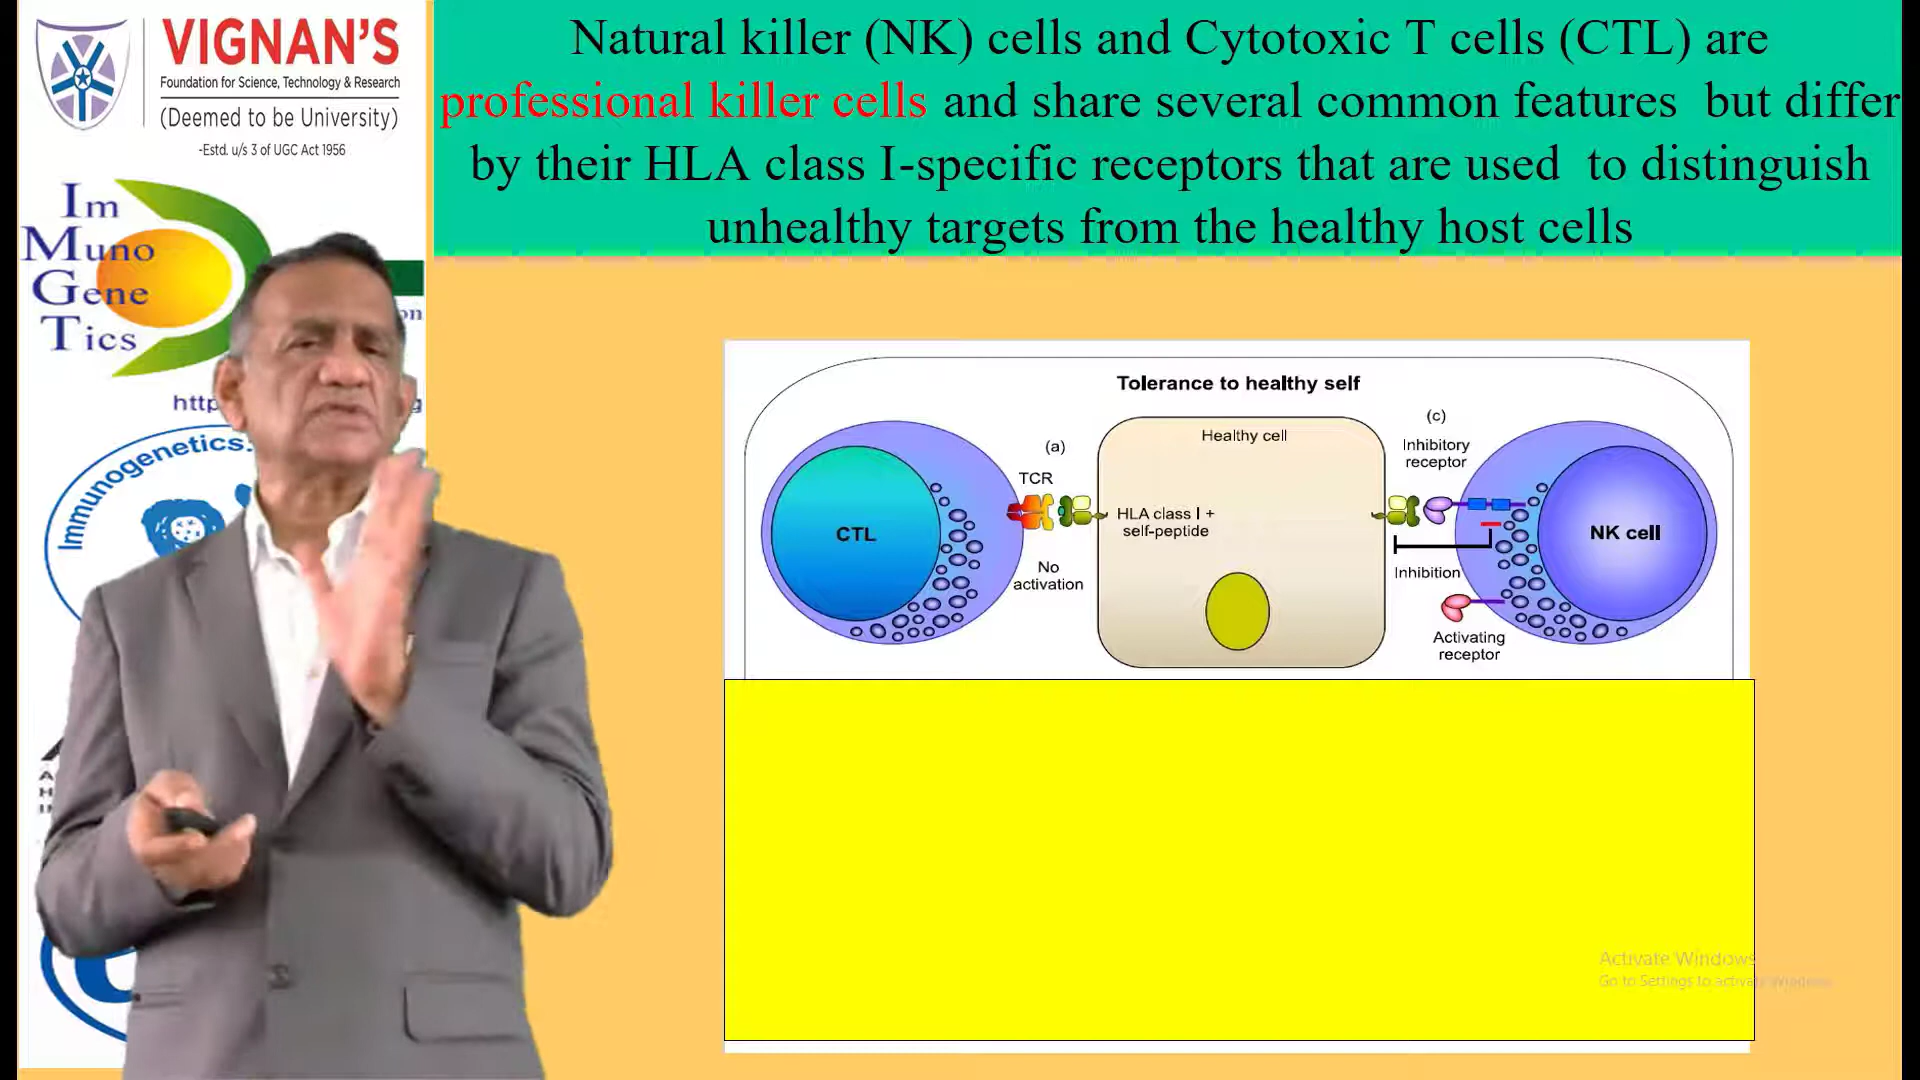 VIGNAN'S
Foundation for Science, Technology & Research
(Deemed to be University)
-Estd. u/s 3 of UGC Act 1956
Natural killer (NK) cells and Cytotoxic T cells (CTL) are
professional killer cells and share several common features but differ
by their HLA class I-specific receptors that are used to distinguish
unhealthy targets from the healthy host cells
Im
Muno
Gene
Tics
Immunogenetics.
Tolerance to healthy self
(a)
TCR
CTL
No
activation
Healthy cell
HLA class I +
self-peptide
(c)
Inhibitory
receptor
NK cell
Inhibition
Activating
receptor
Activate Windows
Go to Settings to activate Windows.